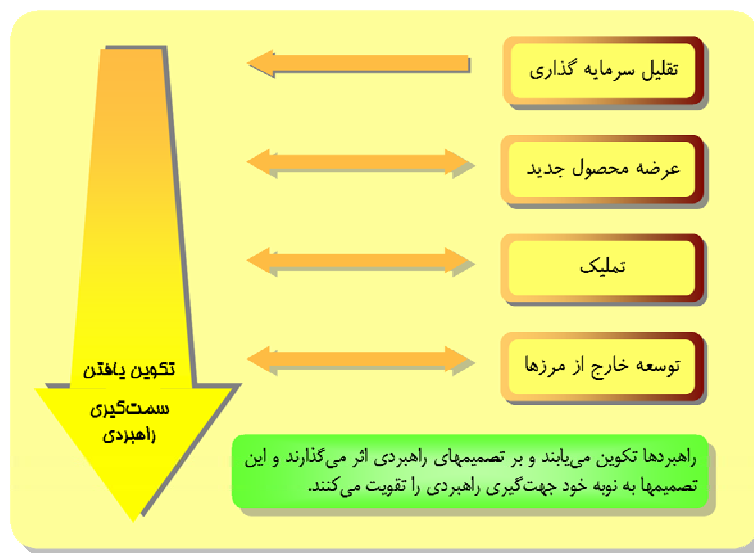 تقلیل سرمایه گذاری
عرضه محصول جدید
تملیک
توسعه خارج از مرزها
تکوین یافتن
سمت‌گیری
راهبردی
راهبردها تکوین می‌یابند و بر تصمیمهای راهبردی اثر می‌گذارند و این
تصمیمها به نوبه خود جهت‌گیری راهبردی را تقویت می‌کنند.